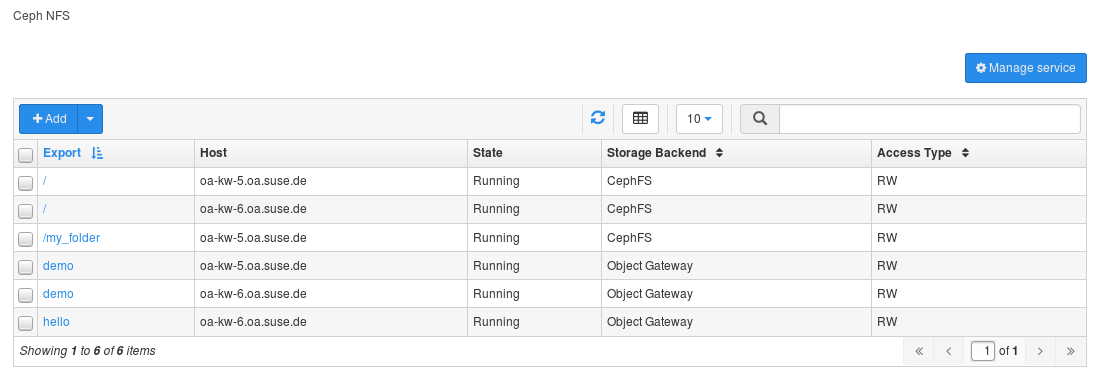 Ceph NFS
Manage service
Add 10
Export Host State Storage Backend Access Type
/ oa-kw-5.oa.suse.de Running CephFS RW
/ oa-kw-6.oa.suse.de Running CephFS RW
/my_folder oa-kw-5.oa.suse.de Running CephFS RW
demo oa-kw-5.oa.suse.de Running Object Gateway RW
demo oa-kw-6.oa.suse.de Running Object Gateway RW
hello oa-kw-6.oa.suse.de Running Object Gateway RW
Showing 1 to 6 of 6 items 1 of 1